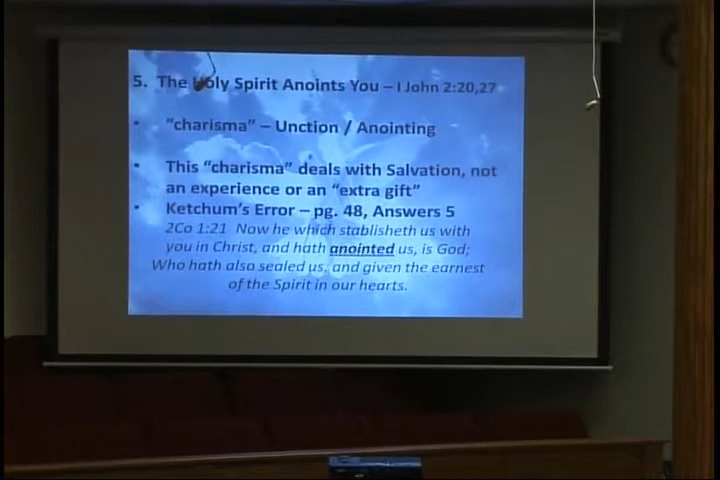 5. The Holy Spirit Anoints You – I John 2:20,27
• "charisma" – Unction / Anointing
• This "charisma" deals with Salvation, not
an experience or an "extra gift"
• Ketchum's Error – pg. 48, Answers 5
2Co 1:21 Now he which stablisheth us with
you in Christ, and hath anointed us, is God;
Who hath also sealed us, and given the earnest
of the Spirit in our hearts.